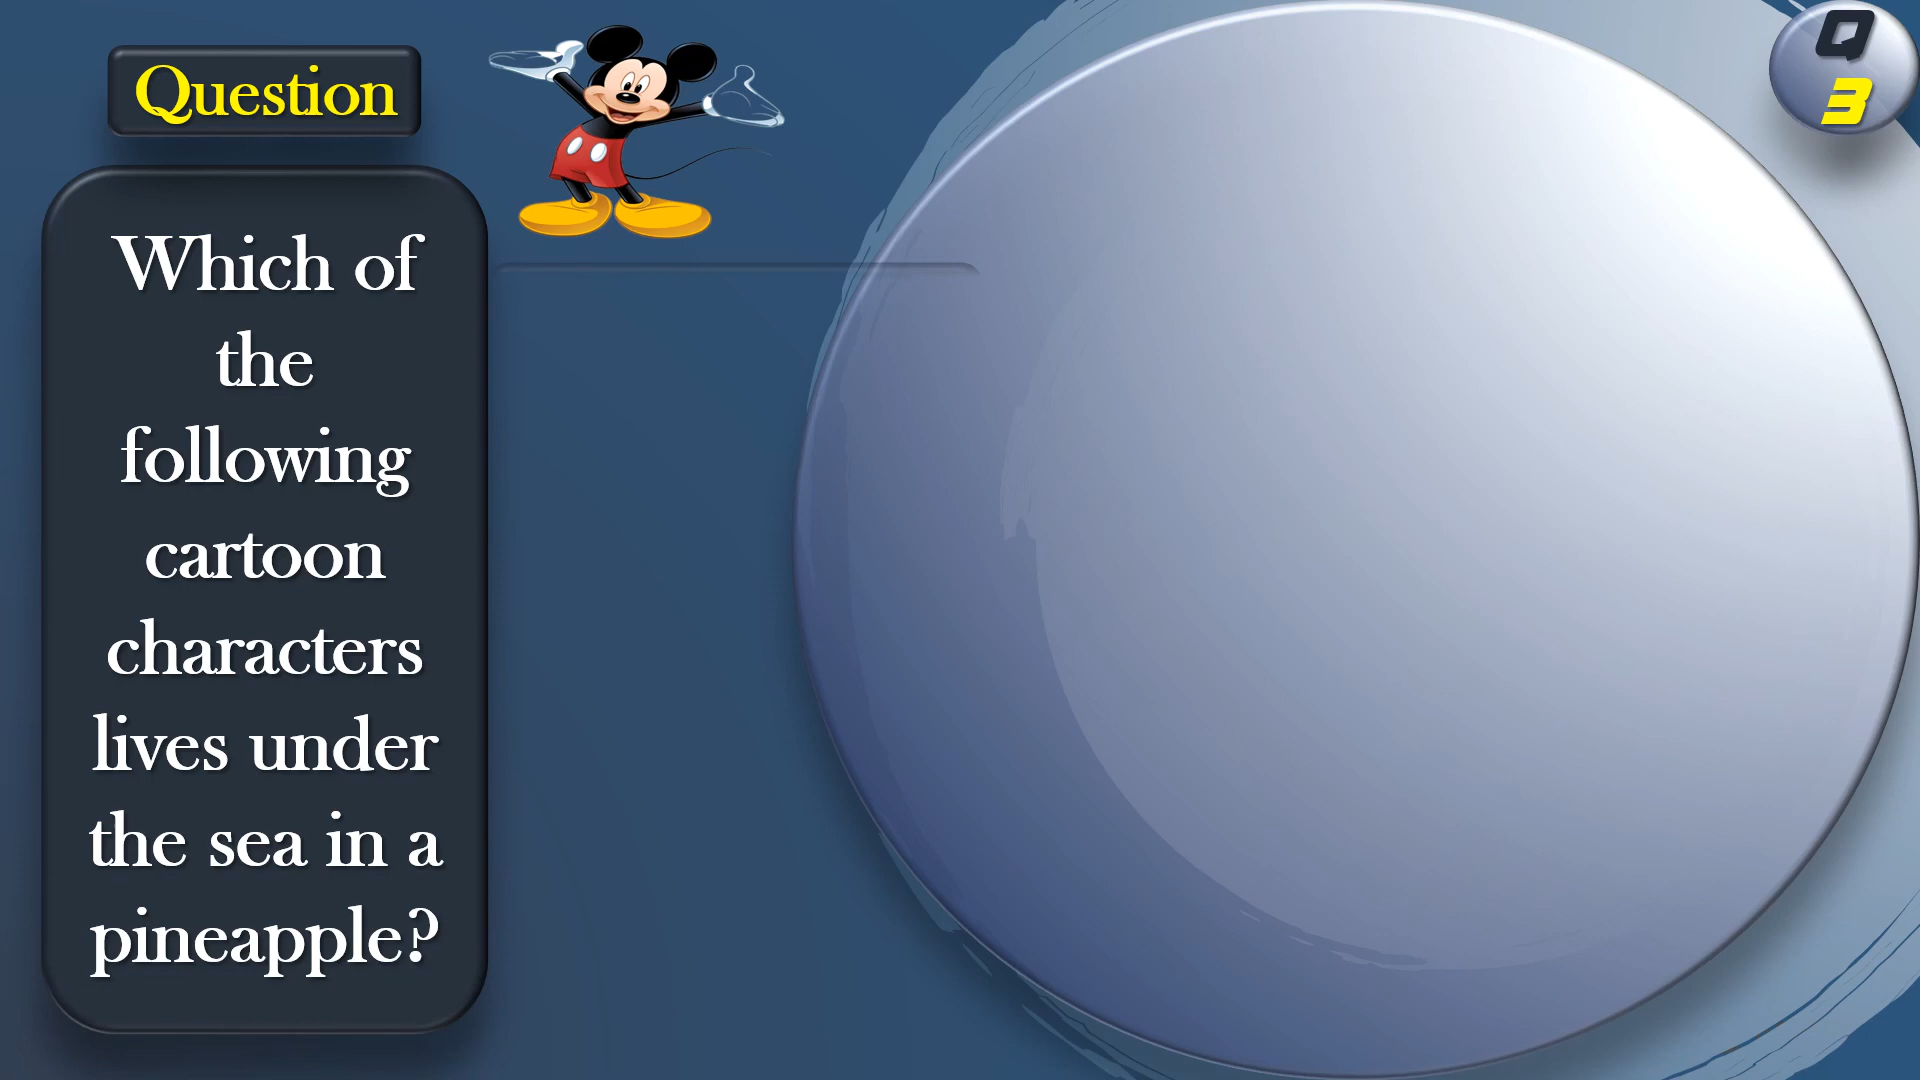 Question
Q
3
Which of
the
following
cartoon
characters
lives under
the sea in a
pineapple?